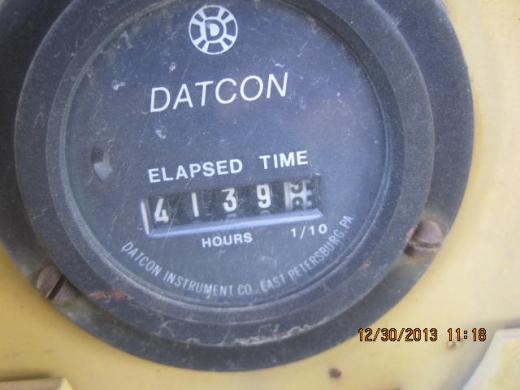 D
DATCON
ELAPSED TIME
4139
HOURS 1/10
DATCON INSTRUMENT CO., EAST PETERSBURG, PA
12/30/2013 11:18